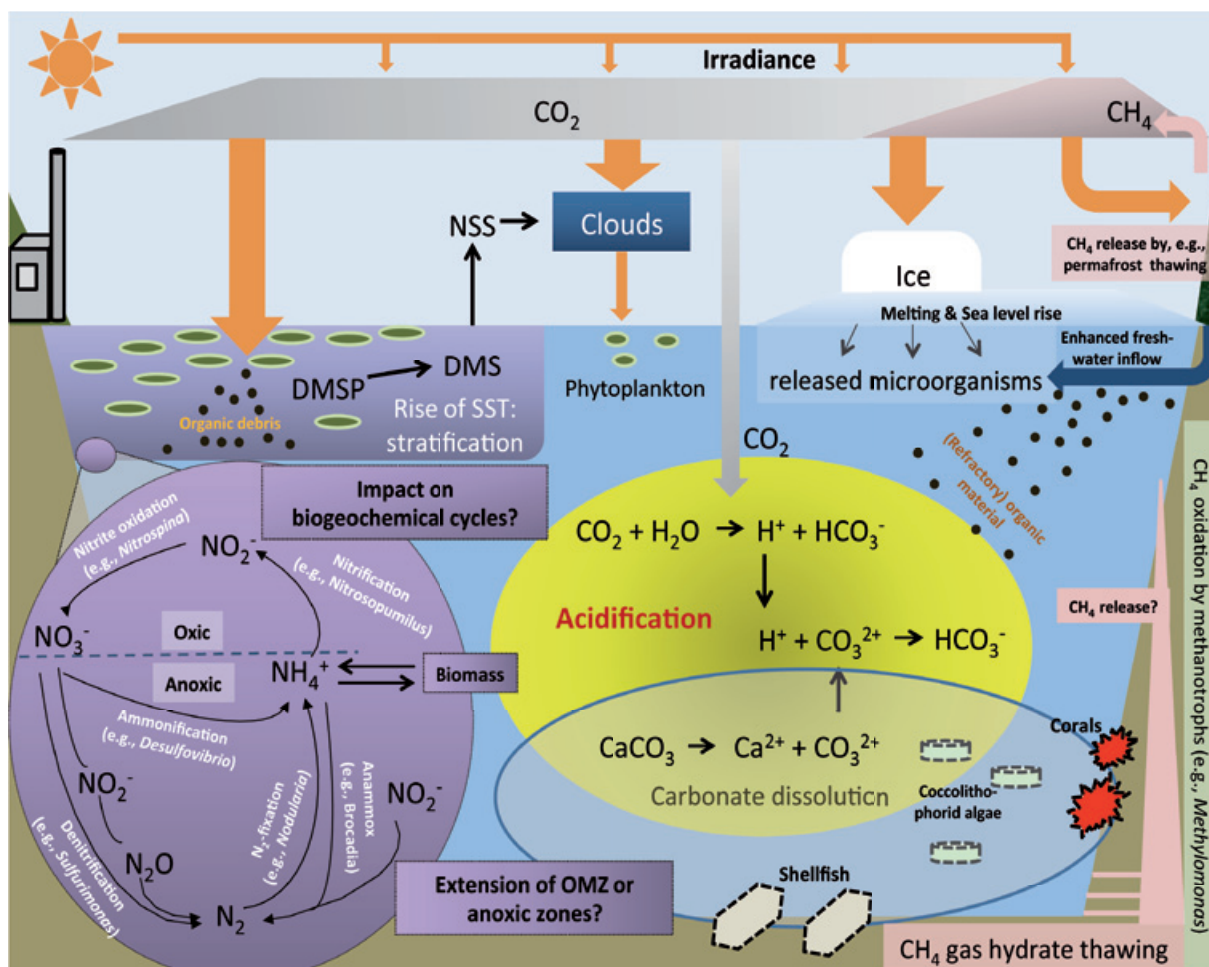 Irradiance
CO₂
CH₄
NSS
Clouds
CH₄ release by, e.g.,
permafrost thawing
Ice
Melting & Sea level rise
Enhanced fresh-
water inflow
released microorganisms
DMSP
DMS
Organic debris
Rise of SST:
stratification
Phytoplankton
CO₂
(Refractory) organic
material
Impact on
biogeochemical cycles?
Nitrite oxidation
(e.g., Nitrospina)
NO₂⁻
Nitrification
(e.g., Nitrosopumilus)
NO₃⁻
Oxic
Anoxic
NH₄⁺
Biomass
Ammonification
(e.g., Desulfovibrio)
NO₂⁻
N₂O
Denitrification
(e.g., Sulfurimonas)
N₂-fixation
(e.g., Nodularia)
Anammox
(e.g., Brocadia)
NO₂⁻
N₂
Extension of OMZ or
anoxic zones?
CO₂ + H₂O → H⁺ + HCO₃⁻
Acidification
H⁺ + CO₃²⁺ → HCO₃⁻
CaCO₃ → Ca²⁺ + CO₃²⁺
Carbonate dissolution
Coccolitho-
phorid algae
Corals
Shellfish
CH₄ release?
CH₄ oxidation by methanotrophs (e.g., Methylomonas)
CH₄ gas hydrate thawing